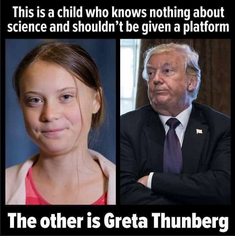 This is a child who knows nothing about
science and shouldn't be given a platform
The other is Greta Thunberg